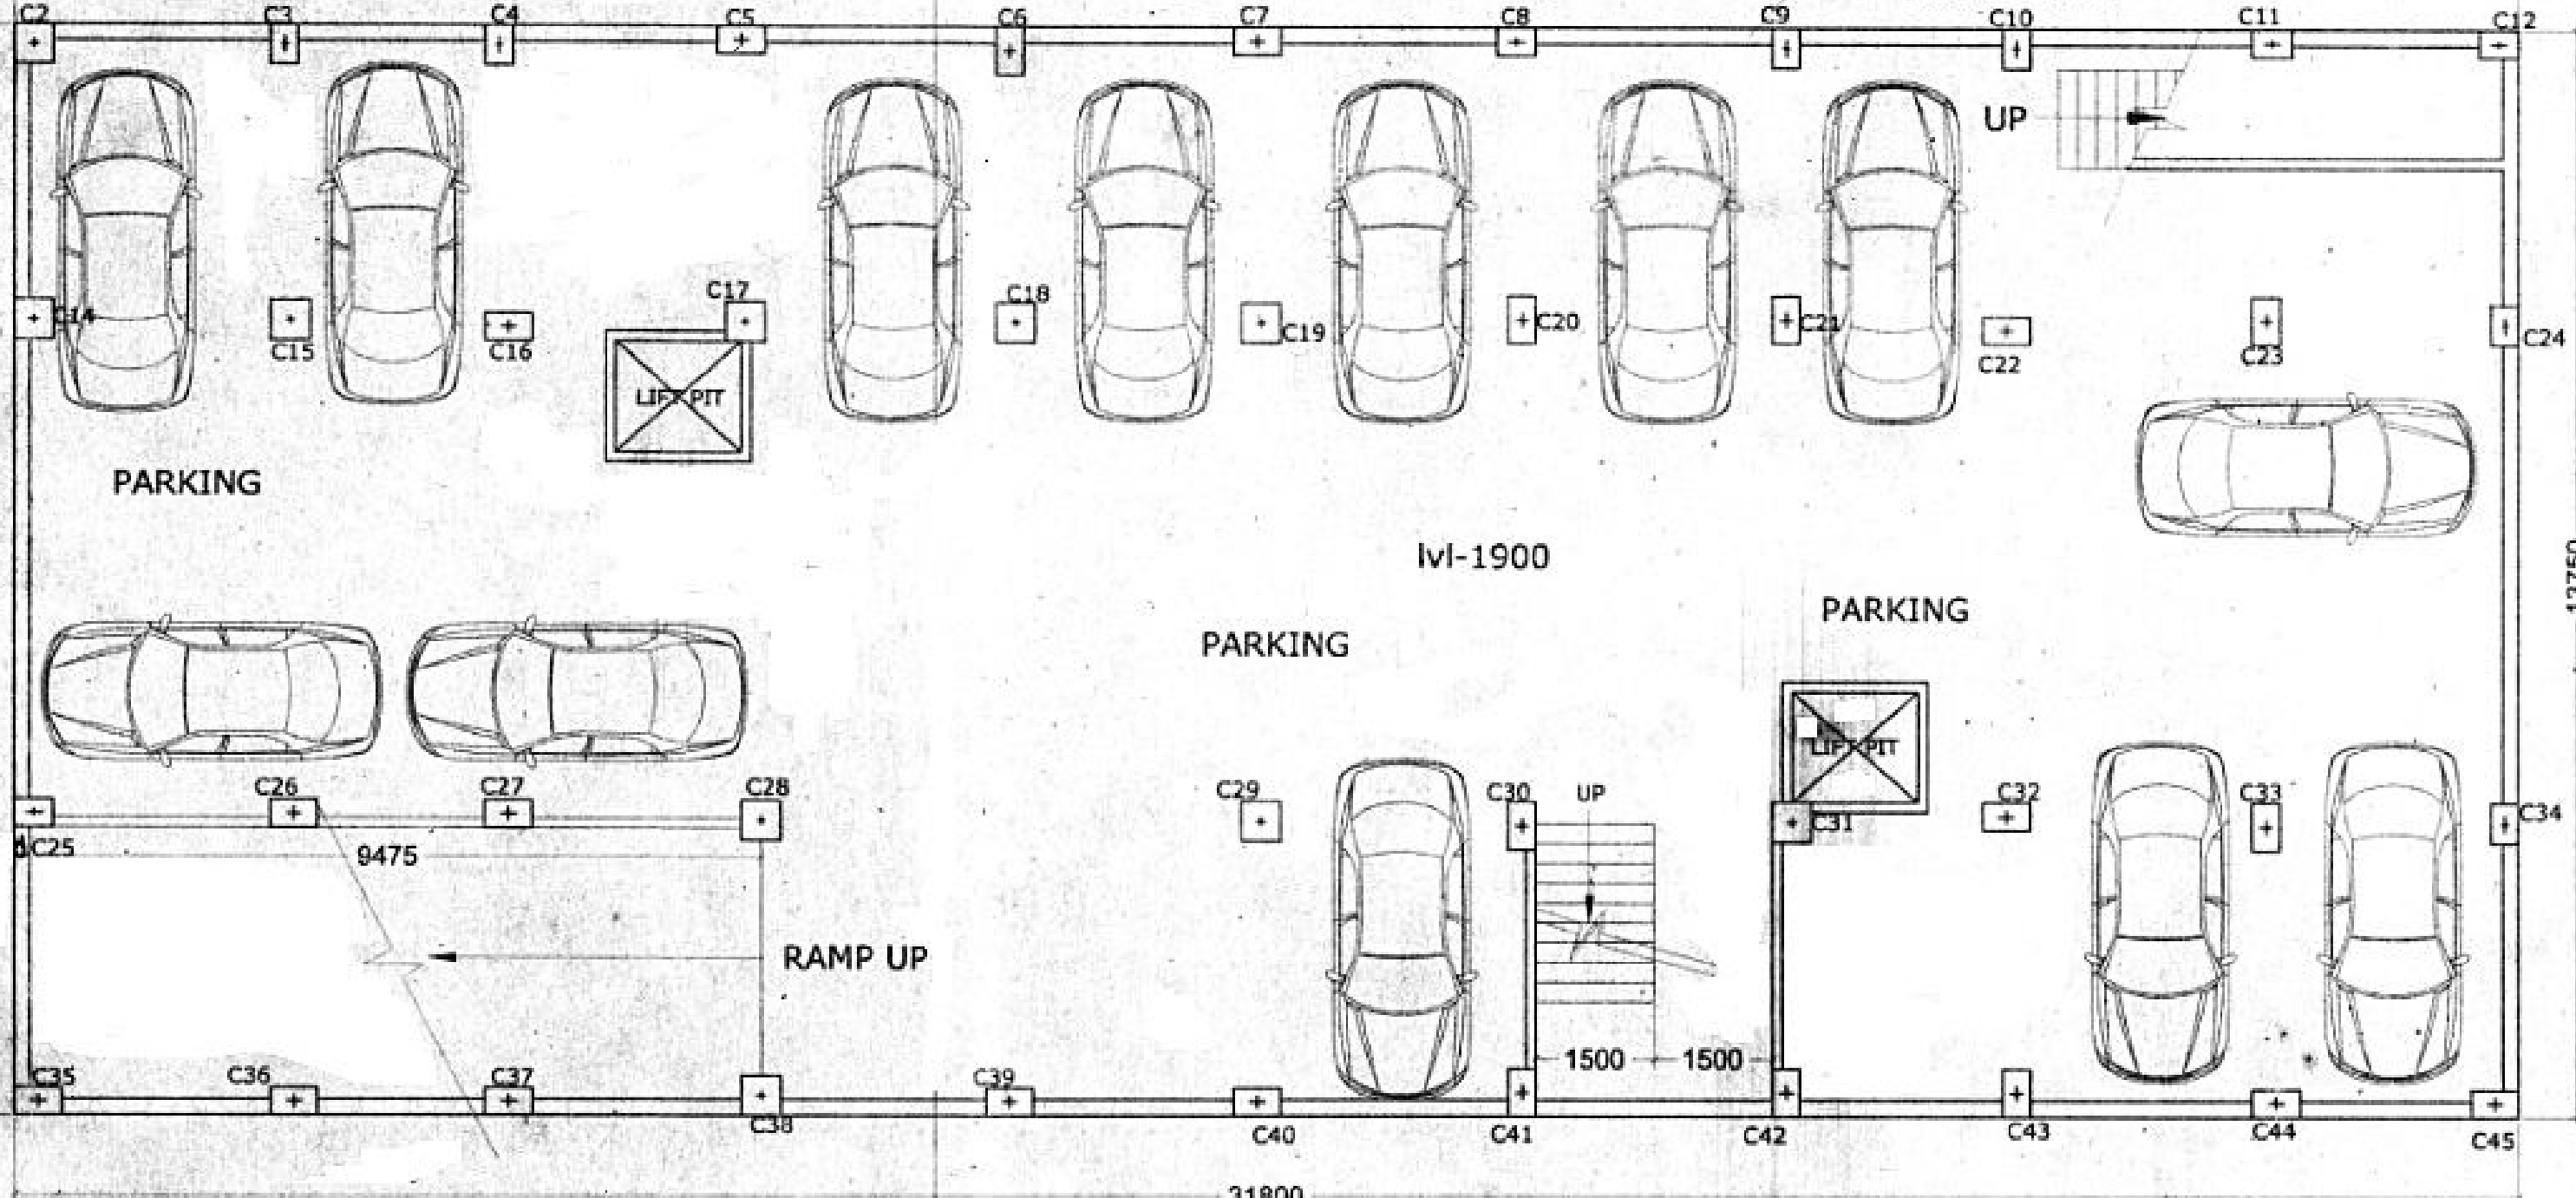 C2 C3 C4 C5 C6 C7 C8 C9 C10 C11 C12
UP
C14 C15 C16 C17 C18 C19 C20 C21 C22 C23 C24
LIFT PIT
PARKING
lvl-1900
PARKING
PARKING
LIFT PIT
C25 C26 C27 C28 C29 C30 UP C31 C32 C33 C34
9475
RAMP UP
1500 1500
C35 C36 C37 C38 C39 C40 C41 C42 C43 C44 C45
31800